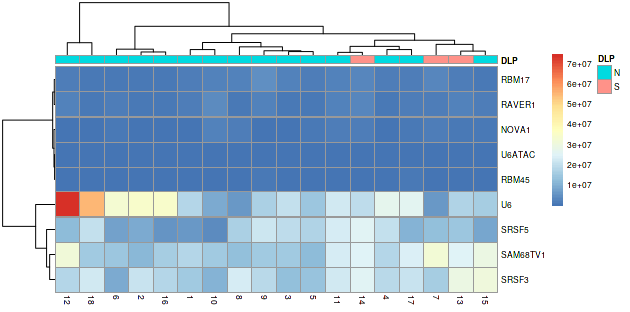 DLP
RBM17
RAVER1
NOVA1
U6ATAC
RBM45
U6
SRSF5
SAM68TV1
SRSF3
12 18 6 2 16 1 10 8 9 3 5 11 14 4 17 7 13 15
7e+07
6e+07
5e+07
4e+07
3e+07
2e+07
1e+07
DLP
N
S